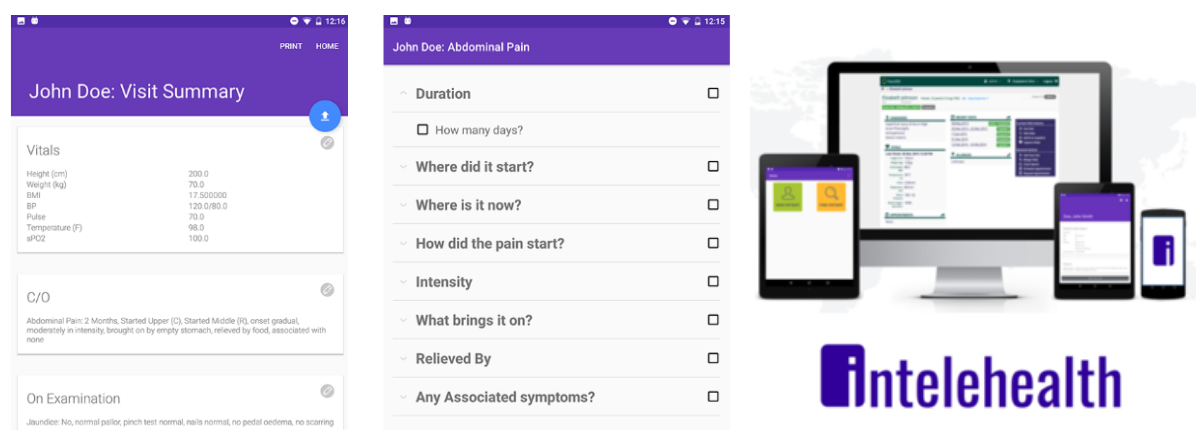 12:16
PRINT HOME
John Doe: Visit Summary
Vitals
Height (cm) 200.0
Weight (kg) 70.0
BMI 17.500000
BP 120.0/80.0
Pulse 70.0
Temperature (F) 98.0
sPO2 100.0
C/O
Abdominal Pain: 2 Months, Started Upper (C), Started Middle (R), onset gradual,
moderately in intensity, brought on by empty stomach, relieved by food, associated with
none
On Examination
Jaundice: No, normal pallor, pinch test normal, nails normal, no pedal oedema, no scarring
12:15
John Doe: Abdominal Pain
Duration
How many days?
Where did it start?
Where is it now?
How did the pain start?
Intensity
What brings it on?
Relieved By
Any Associated symptoms?
intelehealth